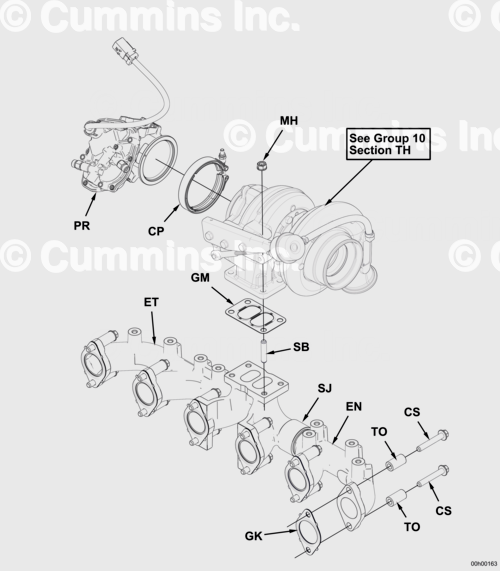 © Cummins Inc.
MH
See Group 10
Section TH
© Cummins Inc.
PR
CP
© Cummins Inc.
GM
ET
SB
SJ
EN
CS
TO
GK
TO
CS
00h00163